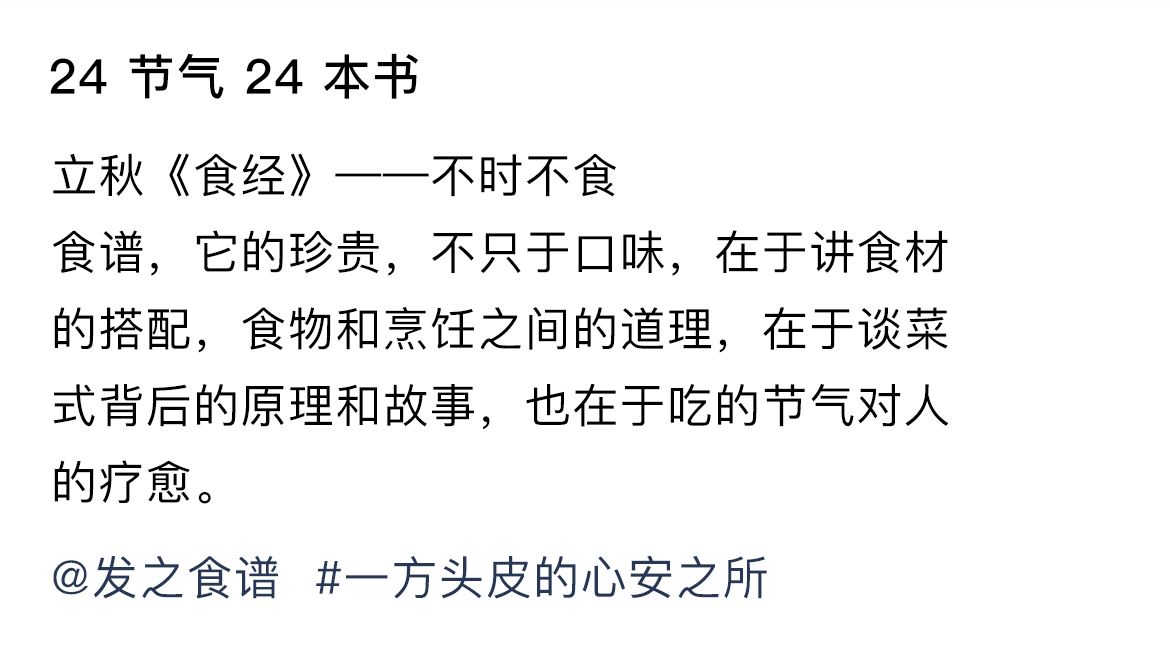 24 节气 24 本书
立秋《食经》——不时不食
食谱，它的珍贵，不只于口味，在于讲食材
的搭配，食物和烹饪之间的道理，在于谈菜
式背后的原理和故事，也在于吃的节气对人
的疗愈。
@发之食谱 #一方头皮的心安之所